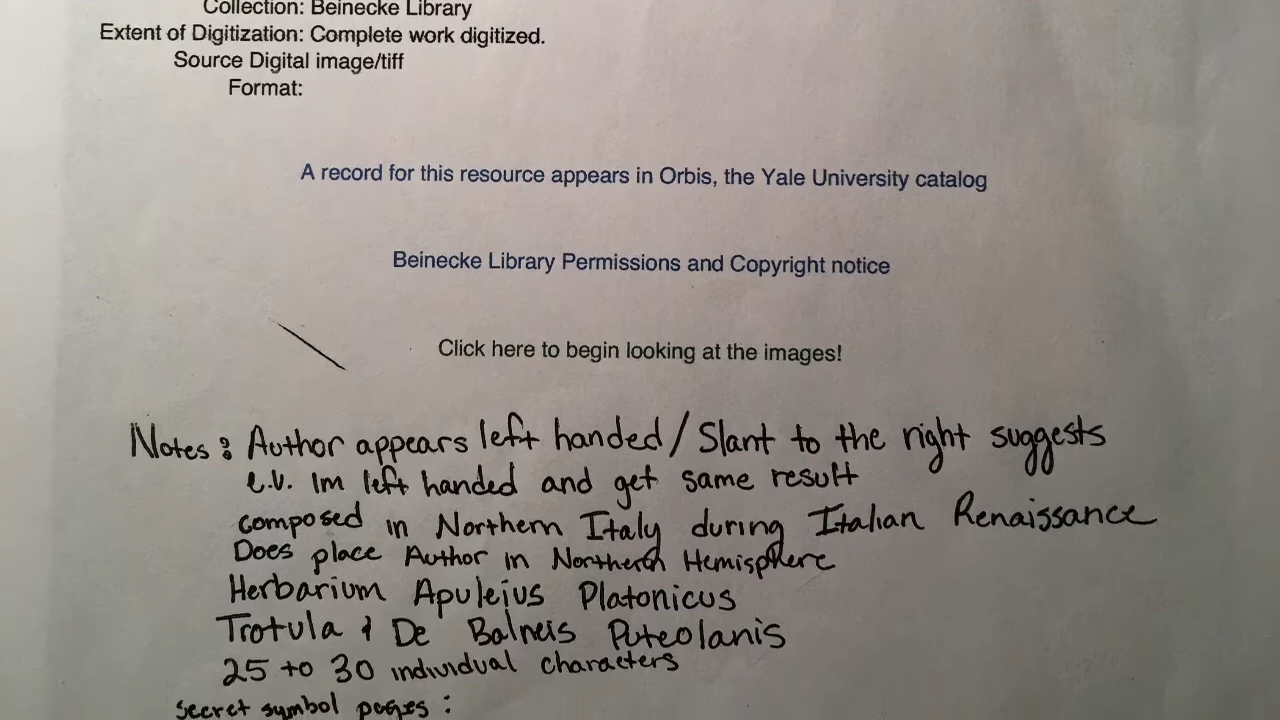 Collection: Beinecke Library
Extent of Digitization: Complete work digitized.
Source Digital image/tiff
Format:
A record for this resource appears in Orbis, the Yale University catalog
Beinecke Library Permissions and Copyright notice
Click here to begin looking at the images!
Notes: Author appears left handed/Slant to the right suggests
e.v. Im left handed and get same result
composed in Northern Italy during Italian Renaissance
Does place Author in Northern Hemisphere
Herbarium Apuleius Platonicus
Trotula & De Balneis Puteolanis
25 to 30 individual characters
secret symbol pages: